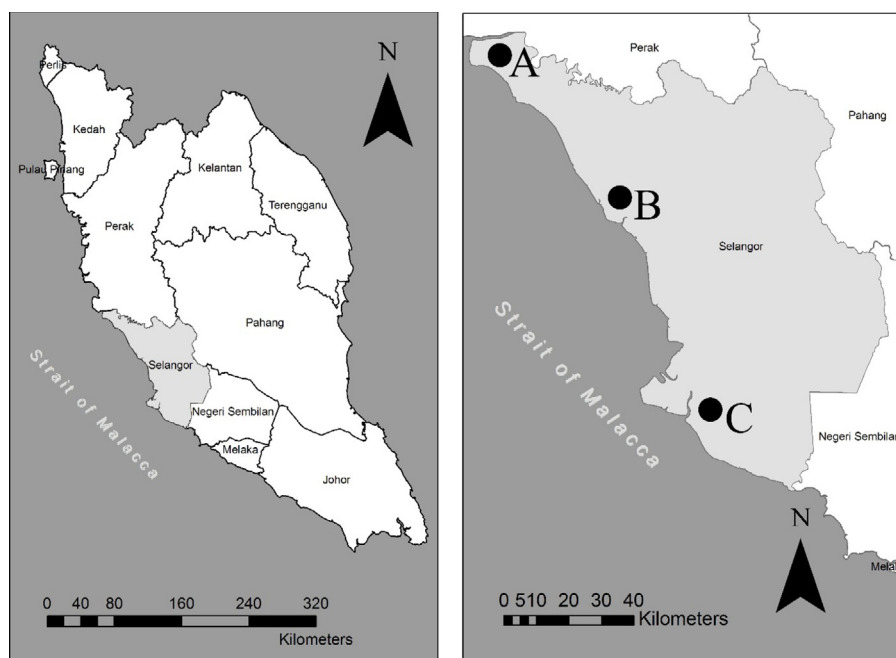 N
Perlis
Kedah
Pulau Pinang
Kelantan
Terengganu
Perak
Pahang
Selangor
Strait of Malacca
Negeri Sembilan
Melaka
Johor
0 40 80 160 240 320
Kilometers
Perak
A
Pahang
B
Selangor
Strait of Malacca
C
Negeri Sembilan
N
Mela
0 5 10 20 30 40
Kilometers